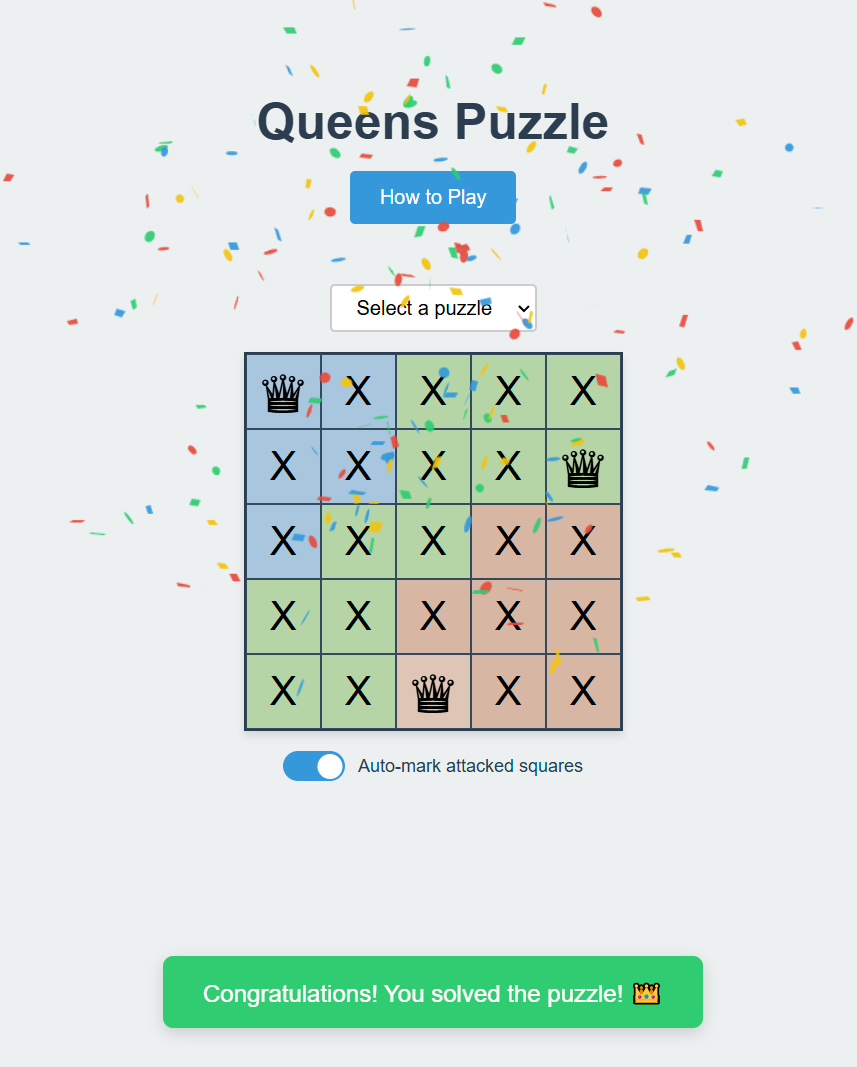 Queens Puzzle
How to Play
Select a puzzle
X X X X
X X X X
X X X X X
X X X X X
X X X X
Auto-mark attacked squares
Congratulations! You solved the puzzle! 👑